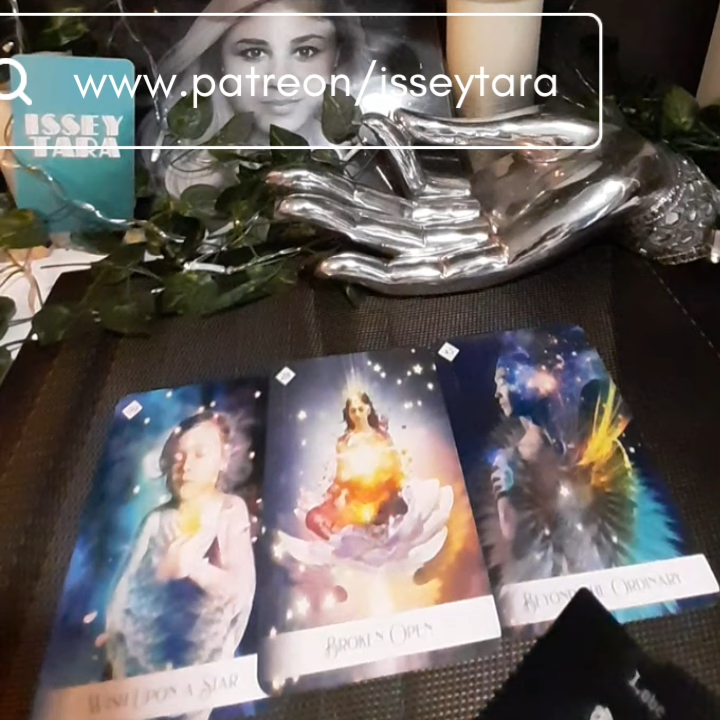 www.patreon/isseytara
ISSEY
TARA
WISH UPON A STAR
BROKEN OPEN
BEYOND THE ORDINARY